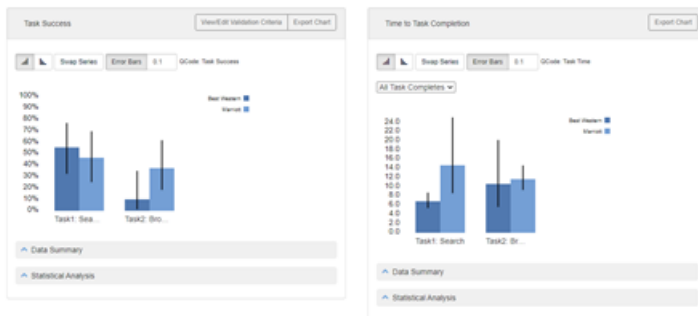 Task Success
View/Edit Validation Criteria
Export Chart
Swap Series
Error Bars
0.1
QCode: Task Success
Best Western
Marriott
100%
90%
80%
70%
60%
50%
40%
30%
20%
10%
0%
Task1: Sea...
Task2: Bro...
Data Summary
Statistical Analysis
Time to Task Completion
Export Chart
Swap Series
Error Bars
0.1
QCode: Task Time
All Task Completes
Best Western
Marriott
24.0
22.0
20.0
18.0
16.0
14.0
12.0
10.0
8.0
6.0
4.0
2.0
0.0
Task1: Search
Task2: Br...
Data Summary
Statistical Analysis